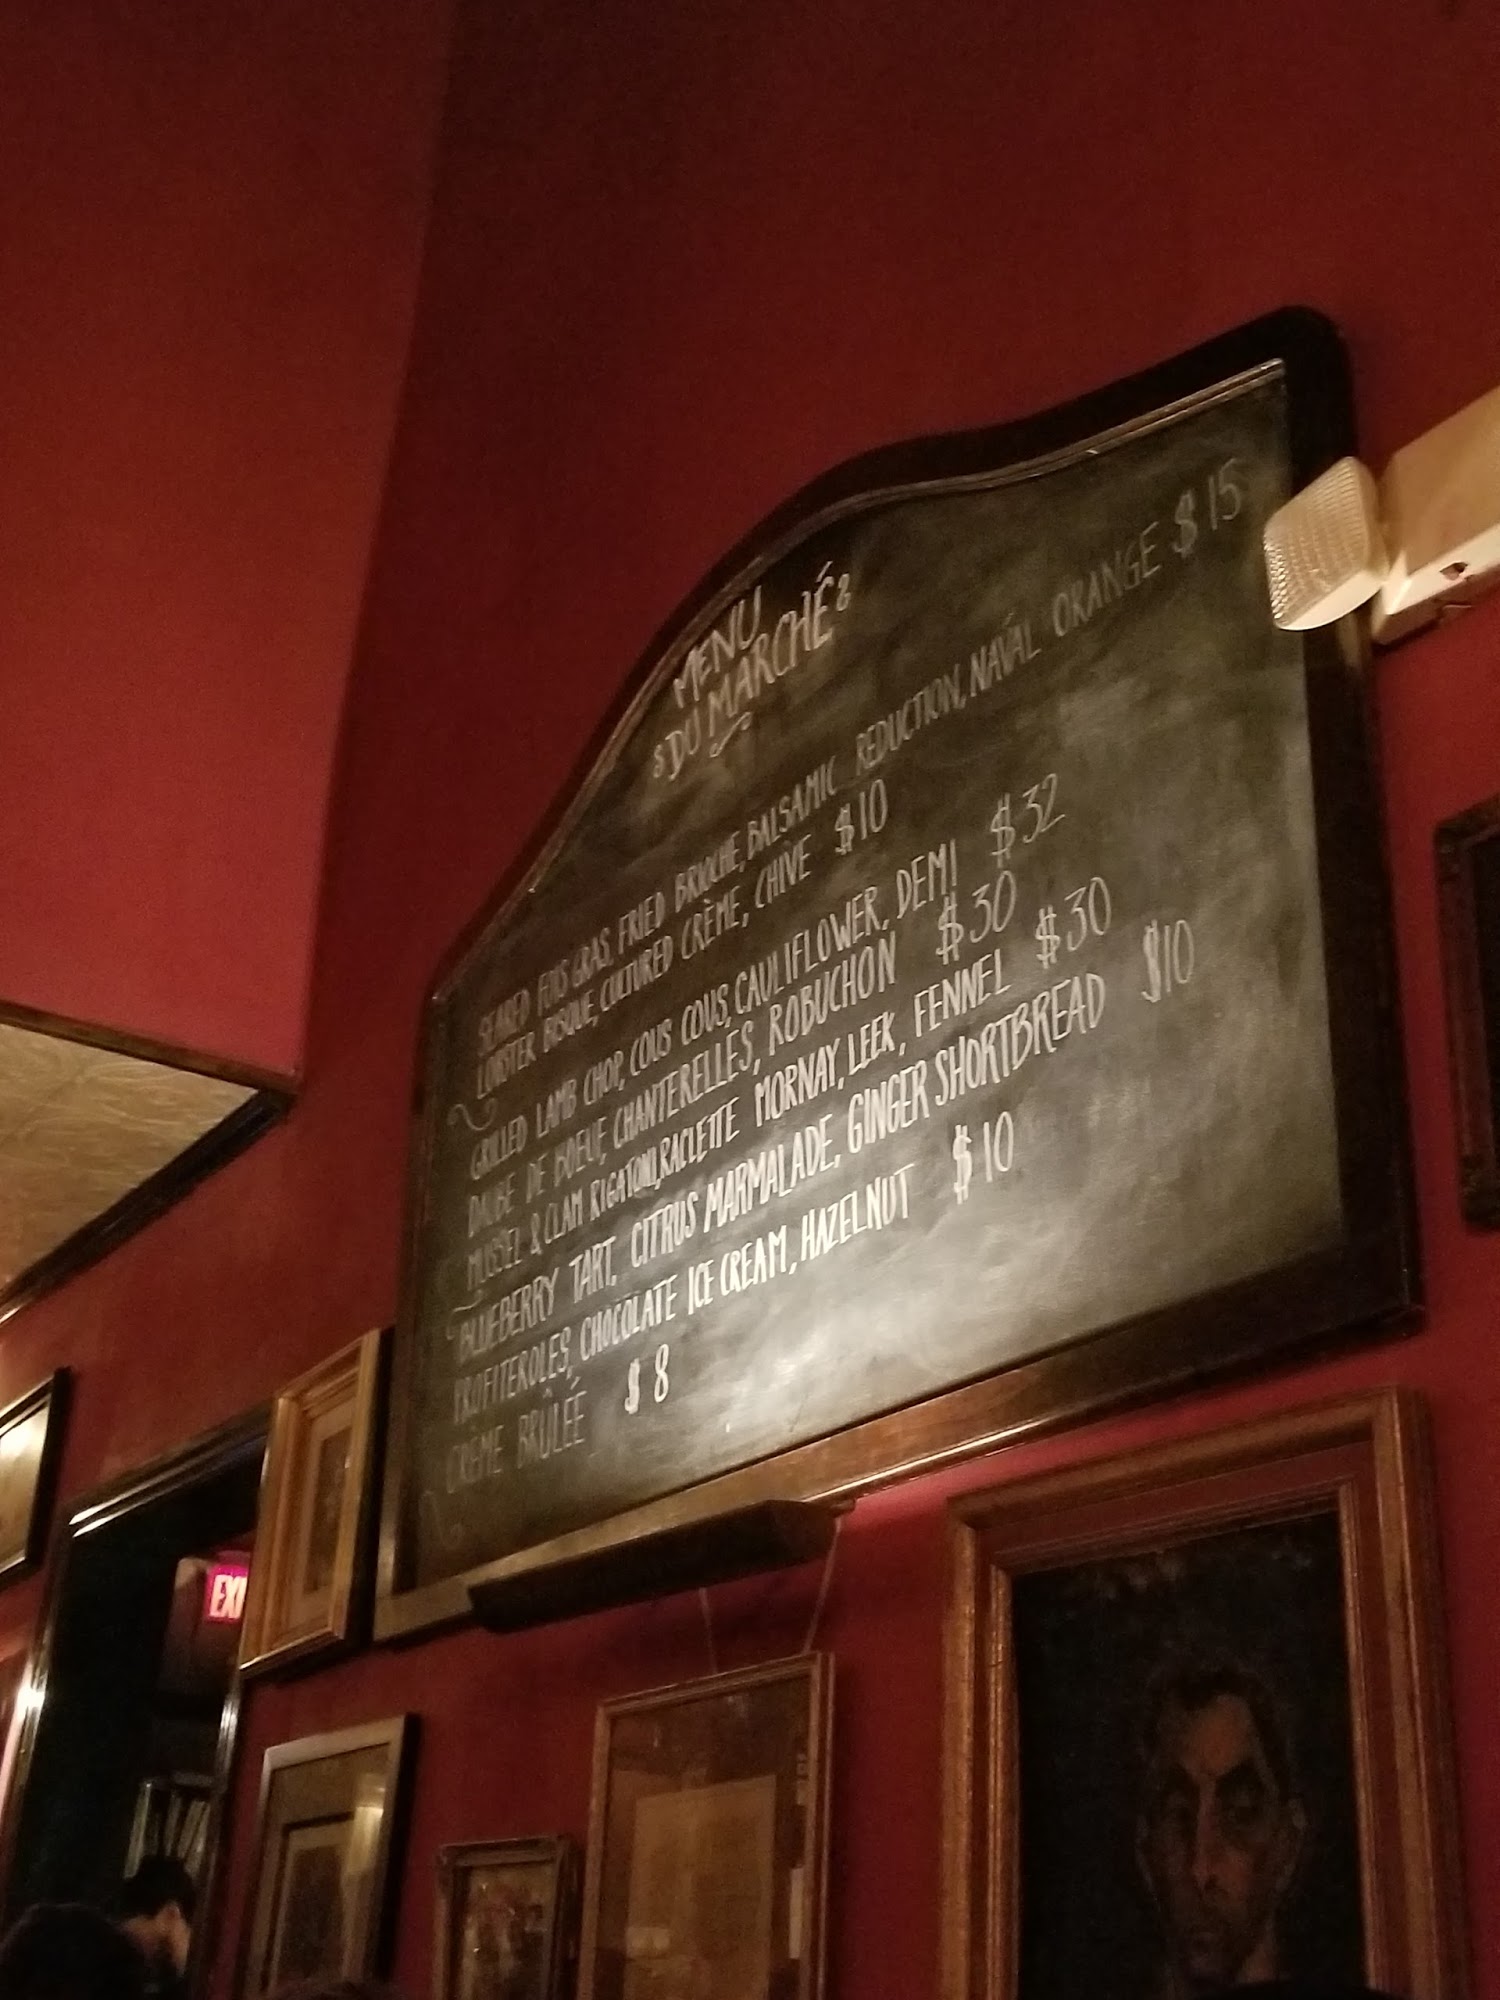 MENU
DU MARCHÉ
SEARED FOIS GRAS, FRIED BRIOCHE, BALSAMIC REDUCTION, NAVAL ORANGE $15
LOBSTER BISQUE, CULTURED CRÈME, CHIVE $10
GRILLED LAMB CHOP, COUS COUS, CAULIFLOWER, DEMI $32
DAUBE DE BOEUF, CHANTERELLES, ROBUCHON $30
MUSSEL & CLAM RIGATONI, RACLETTE MORNAY, LEEK, FENNEL $30
BLUEBERRY TART, CITRUS MARMALADE, GINGER SHORTBREAD $10
PROFITEROLES, CHOCOLATE ICE CREAM, HAZELNUT $10
CRÈME BRÛLÉE $8
EXI